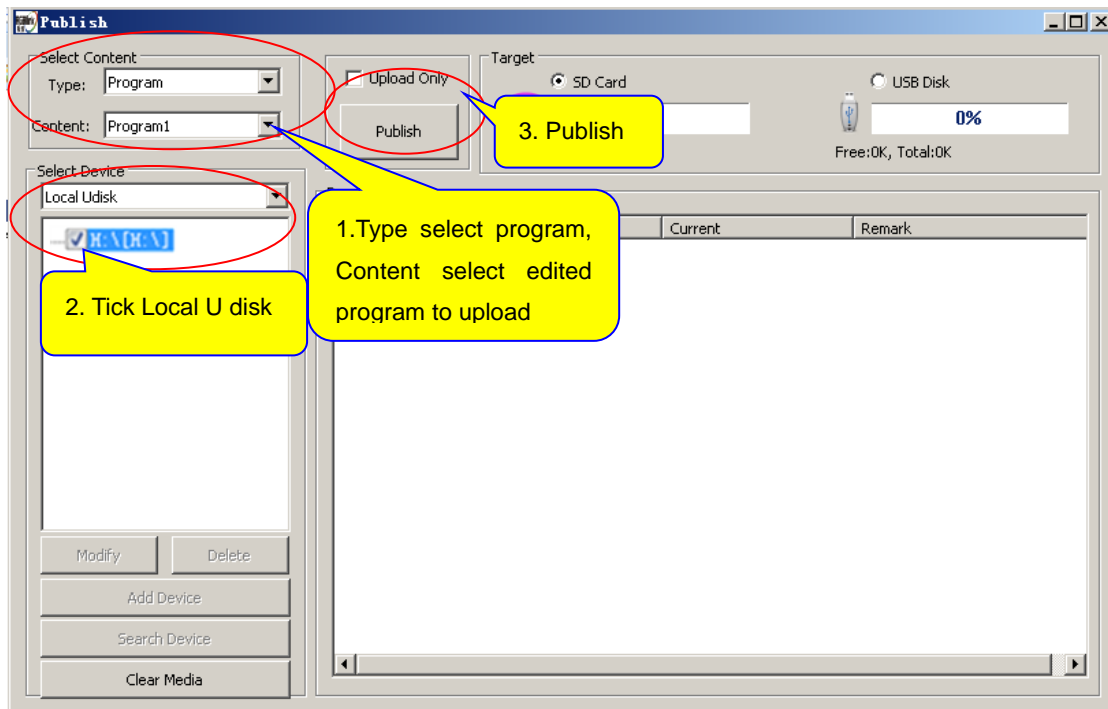 Publish
Select Content
Type: Program
Content: Program1
Upload Only
Publish
Target
SD Card
USB Disk
0%
Free:0K, Total:0K
3. Publish
Select Device
Local Udisk
H:\[H:\]
2. Tick Local U disk
1.Type select program,
Content select edited
program to upload
Current
Remark
Modify
Delete
Add Device
Search Device
Clear Media